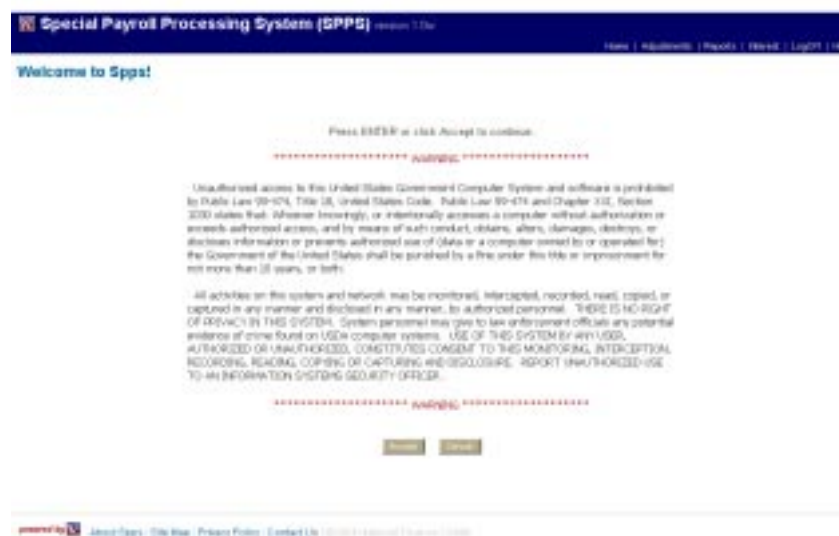 Special Payroll Processing System (SPPS) version
Home | Adjustments | Reports | Interest | Logoff |
Welcome to Spps!
Press ENTER or click Accept to continue.
******************** WARNING ********************
Unauthorized access to this United States Government Computer System and software is prohibited
by Public Law 99-474, Title 18, United States Code. Public Law 99-474 and Chapter XXI, Section
1030 states that: Whoever knowingly, or intentionally accesses a computer without authorization or
exceeds authorized access, and by means of such conduct, obtains, alters, damages, destroys, or
discloses information or prevents authorized use of (data or a computer owned by or operated for)
the Government of the United States shall be punished by a fine under this title or imprisonment for
not more than 10 years, or both.
All activities on this system and network may be monitored, intercepted, recorded, read, copied, or
captured in any manner and disclosed in any manner, by authorized personnel. THERE IS NO RIGHT
OF PRIVACY IN THIS SYSTEM. System personnel may give to law enforcement officials any potential
evidence of crime found on USDA computer systems. USE OF THIS SYSTEM BY ANY USER,
AUTHORIZED OR UNAUTHORIZED, CONSTITUTES CONSENT TO THIS MONITORING, INTERCEPTION,
RECORDING, READING, COPYING OR CAPTURING AND DISCLOSURE. REPORT UNAUTHORIZED USE
TO AN INFORMATION SYSTEMS SECURITY OFFICER.
******************** WARNING ********************
Accept Cancel
powered by About Spps Site Map Privacy Policy Contact Us